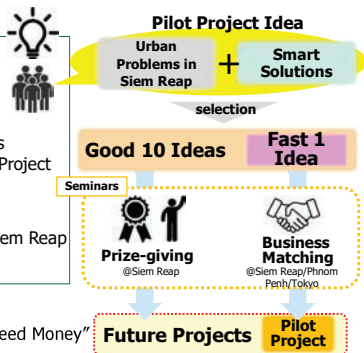 Pilot Project Idea
Urban
Problems in
Siem Reap
+
Smart
Solutions
selection
s
Project
Good 10 Ideas
Fast 1
Idea
Seminars
em Reap
Prize-giving
@Siem Reap
Business
Matching
@Siem Reap/Phnom
Penh/Tokyo
eed Money”
Future Projects
Pilot
Project